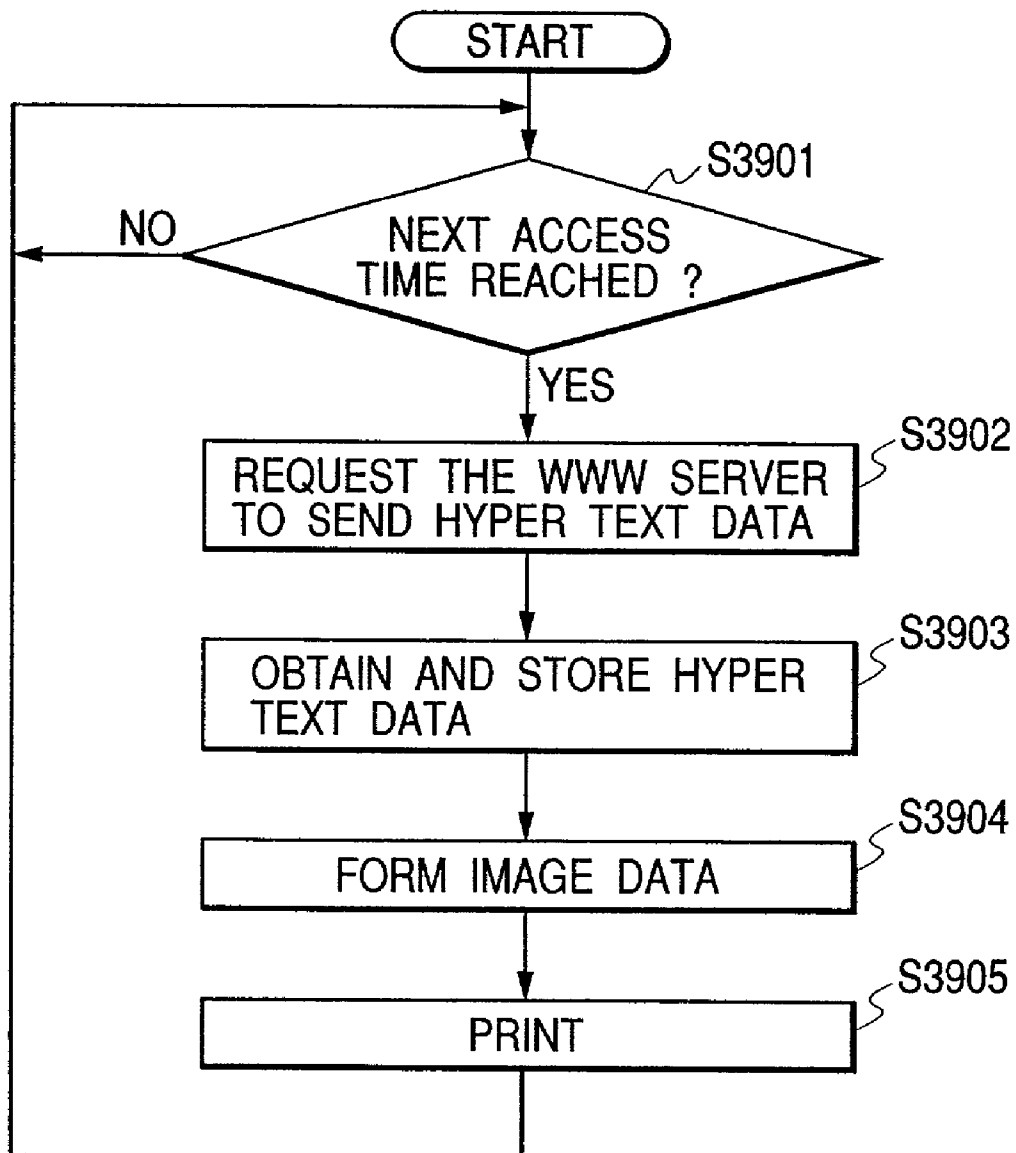 START
S3901
NO
NEXT ACCESS
TIME REACHED ?
YES
S3902
REQUEST THE WWW SERVER
TO SEND HYPER TEXT DATA
S3903
OBTAIN AND STORE HYPER
TEXT DATA
S3904
FORM IMAGE DATA
S3905
PRINT